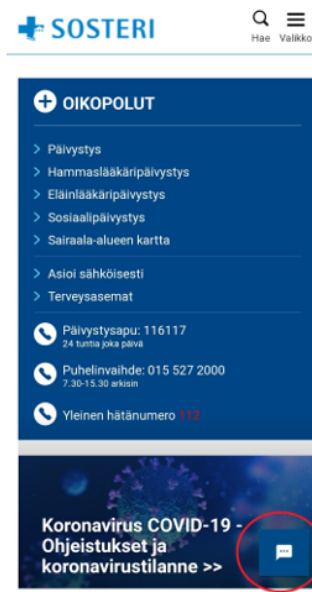 SOSTERI
Hae Valikko
OIKOPOLUT
Päivystys
Hammaslääkäripäivystys
Eläinlääkäripäivystys
Sosiaalipäivystys
Sairaala-alueen kartta
Asioi sähköisesti
Terveysasemat
Päivystysapu: 116117
24 tuntia joka päivä
Puhelinvaihde: 015 527 2000
7.30-15.30 arkisin
Yleinen hätänumero 112
Koronavirus COVID-19 -
Ohjeistukset ja
koronavirustilanne >>